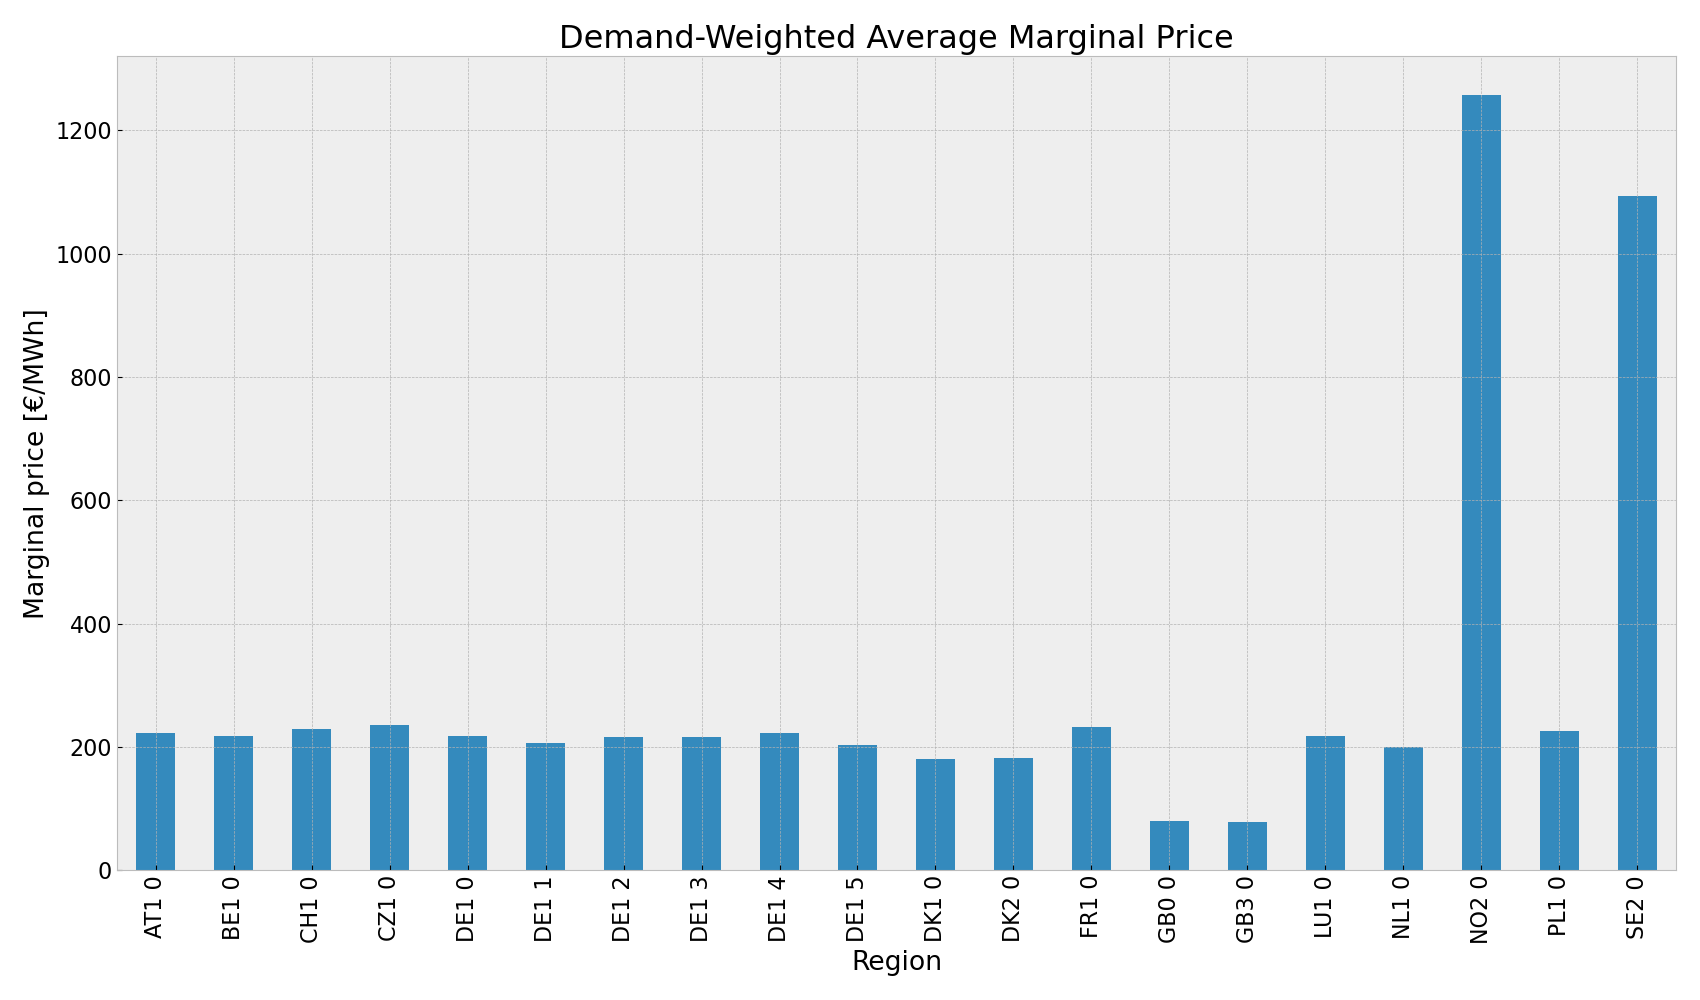 Demand-Weighted Average Marginal Price
Marginal price [€/MWh]
1200
1000
800
600
400
200
0
AT1 0
BE1 0
CH1 0
CZ1 0
DE1 0
DE1 1
DE1 2
DE1 3
DE1 4
DE1 5
DK1 0
DK2 0
FR1 0
GB0 0
GB3 0
LU1 0
NL1 0
NO2 0
PL1 0
SE2 0
Region